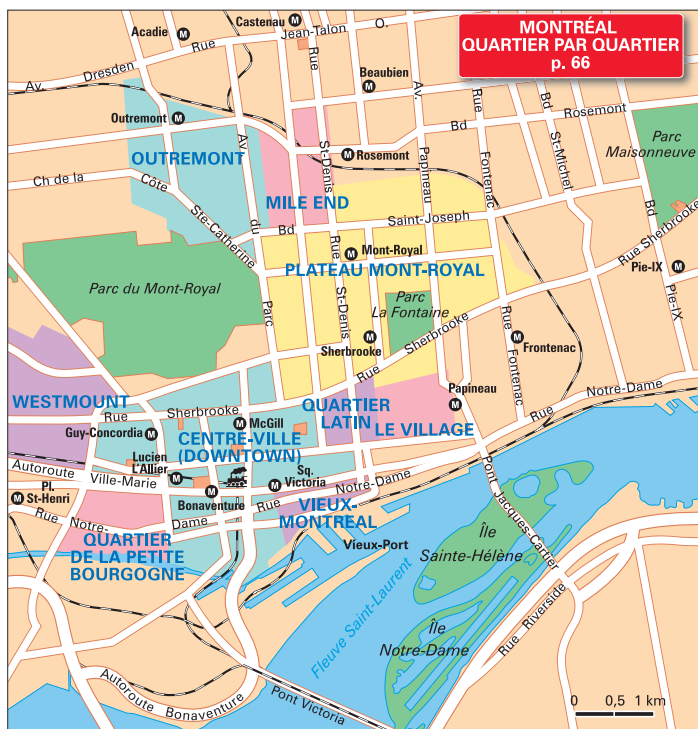 MONTRÉAL
QUARTIER PAR QUARTIER
p. 66
Castenau
Acadie
Jean-Talon
O.
Rue
Rue
Av.
Dresden
Beaubien
Av.
Rue
Bd
St-Michel
Rosemont
Bd
Outremont
OUTREMONT
Av.
du
Parc
Rosemont
St-Denis
Papineau
Fontenac
Parc
Maisonneuve
Ch de la
Côte
Ste-Catherine
MILE END
Bd
Saint-Joseph
Rue
St-Denis
Mont-Royal
PLATEAU MONT-ROYAL
Bd
Pie-IX
Rue Sherbrooke
Pie-IX
Parc du Mont-Royal
Parc
La Fontaine
Sherbrooke
Rue
Sherbrooke
Rue
Fontenac
Frontenac
WESTMOUNT
Rue
Sherbrooke
McGill
Guy-Concordia
QUARTIER
LATIN
Papineau
LE VILLAGE
Rue
Notre-Dame
CENTRE-VILLE
(DOWNTOWN)
Lucien
L'Allier
Autoroute
Ville-Marie
Sq.
Victoria
Bonaventure
Pl.
St-Henri
Rue
Notre-
Dame
Rue
Notre-Dame
VIEUX-
MONTREAL
Vieux-Port
QUARTIER
DE LA PETITE
BOURGOGNE
Pont
Jacques-Cartier
Île
Sainte-Hélène
Fleuve Saint-Laurent
Île
Notre-Dame
Rue Riverside
Autoroute Bonaventure
Pont Victoria
0 0,5 1 km